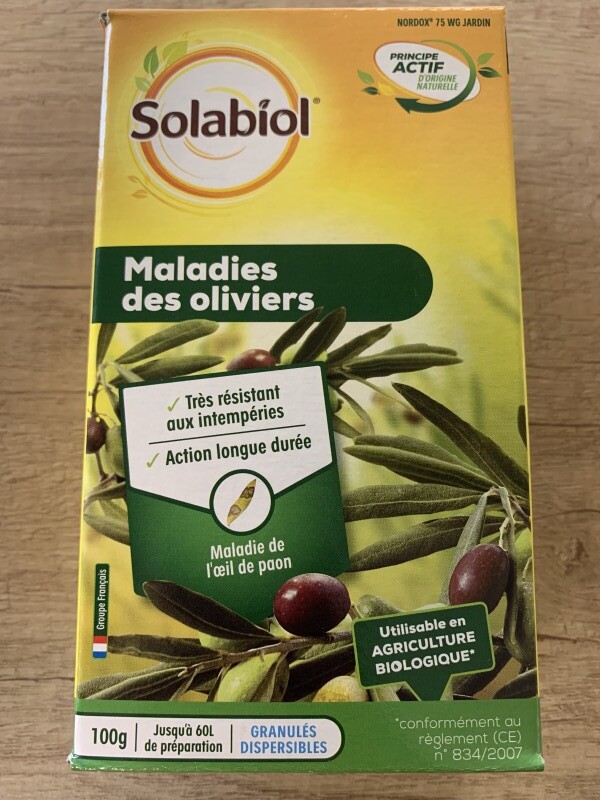 NORDOX® 75 WG JARDIN
PRINCIPE
ACTIF
D'ORIGINE
NATURELLE
Solabiol®
Maladies
des oliviers
✓ Très résistant
aux intempéries
✓ Action longue durée
Maladie de
l'œil de paon
Groupe Français
Utilisable en
AGRICULTURE
BIOLOGIQUE*
100g
Jusqu'à 60L
de préparation
GRANULÉS
DISPERSIBLES
*conformément au
règlement (CE)
n° 834/2007